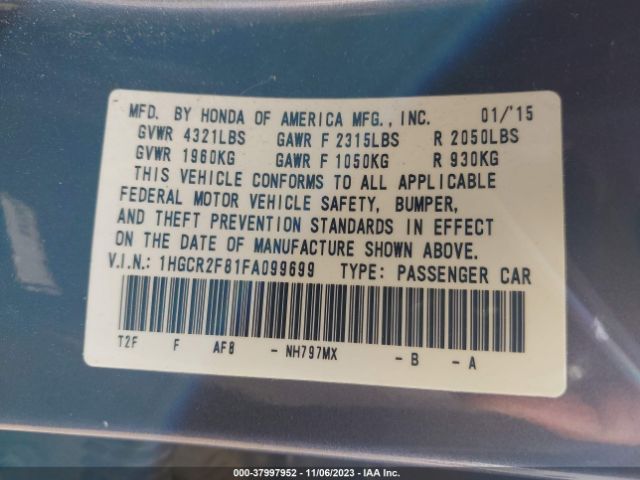 MFD. BY HONDA OF AMERICA MFG., INC. 01/'15
GVWR 4321LBS GAWR F 2315LBS R 2050LBS
GVWR 1960KG GAWR F 1050KG R 930KG
THIS VEHICLE CONFORMS TO ALL APPLICABLE
FEDERAL MOTOR VEHICLE SAFETY, BUMPER,
AND THEFT PREVENTION STANDARDS IN EFFECT
ON THE DATE OF MANUFACTURE SHOWN ABOVE.
V.I.N.: 1HGCR2F81FA099699 TYPE: PASSENGER CAR
T2F F AF8 - NH797MX - B - A
000-37997952 - 11/06/2023 - IAA Inc.